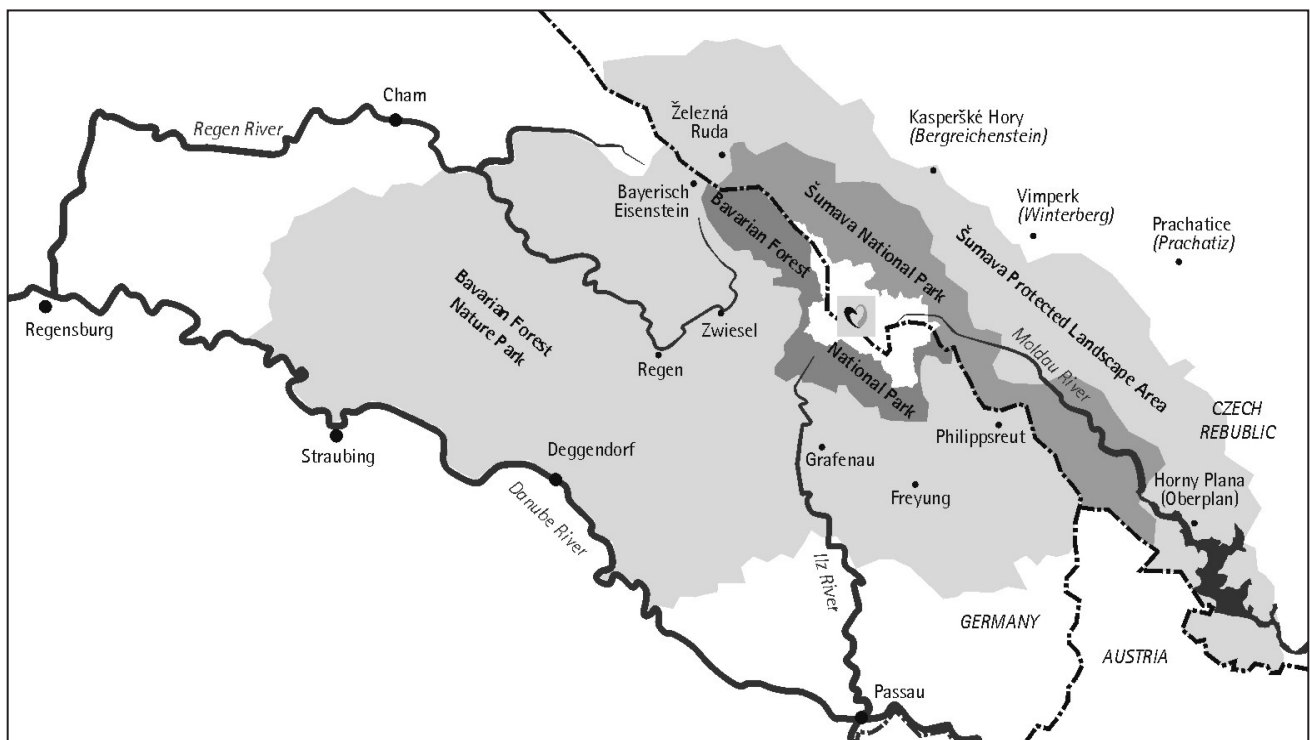 Cham
Regen River
Železná
Ruda
Kasperšké Hory
(Bergreichenstein)
Bayerisch
Eisenstein
Vimperk
(Winterberg)
Prachatice
(Prachatiz)
Bavarian Forest
National Park
Šumava National Park
Šumava Protected Landscape Area
Bavarian Forest
Nature Park
Regensburg
Zwiesel
Regen
Moldau River
CZECH
REBUBLIC
Straubing
Philippsreut
Deggendorf
Grafenau
Freyung
Horny Plana
(Oberplan)
Danube River
Ilz River
GERMANY
AUSTRIA
Passau